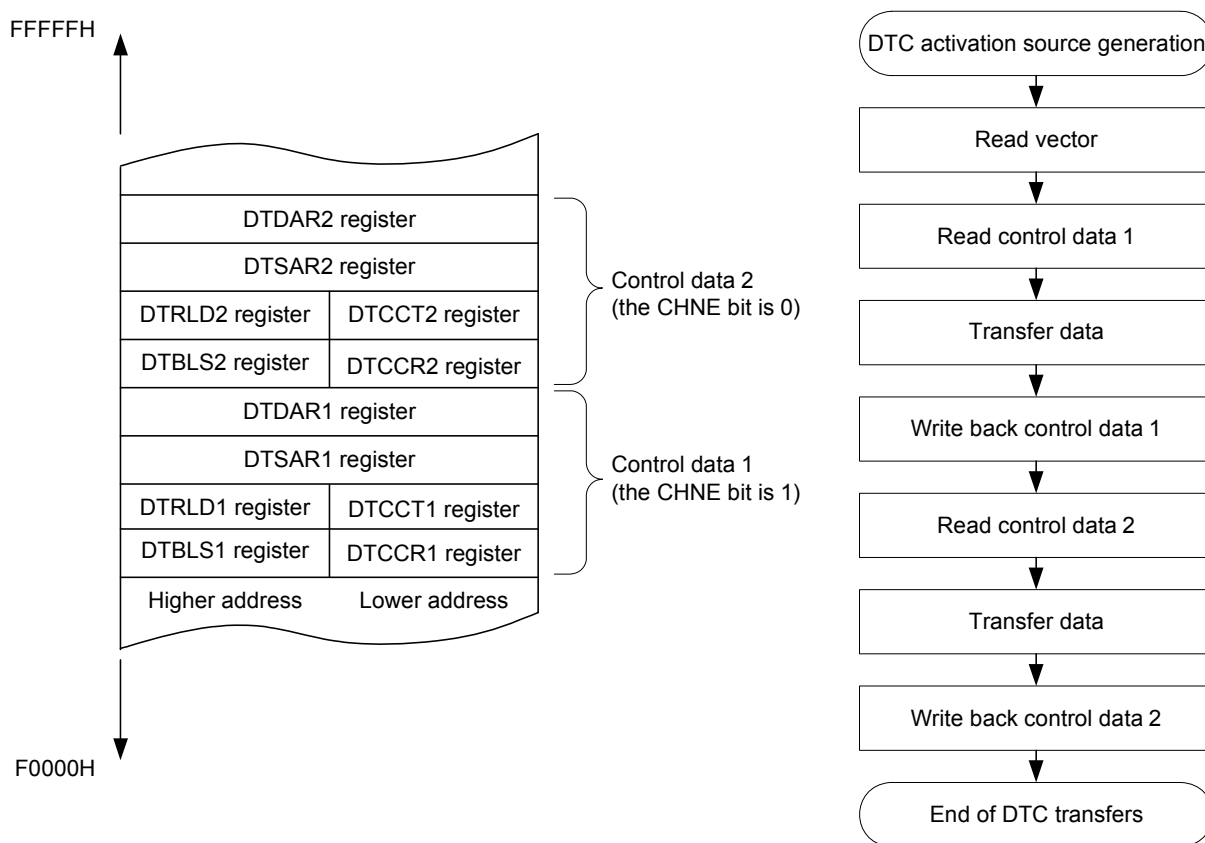 FFFFFH
DTDAR2 register
DTSAR2 register
DTRLD2 register DTCCT2 register
DTBLS2 register DTCCR2 register
DTDAR1 register
DTSAR1 register
DTRLD1 register DTCCT1 register
DTBLS1 register DTCCR1 register
Higher address Lower address
F0000H
Control data 2
(the CHNE bit is 0)
Control data 1
(the CHNE bit is 1)
DTC activation source generation
Read vector
Read control data 1
Transfer data
Write back control data 1
Read control data 2
Transfer data
Write back control data 2
End of DTC transfers